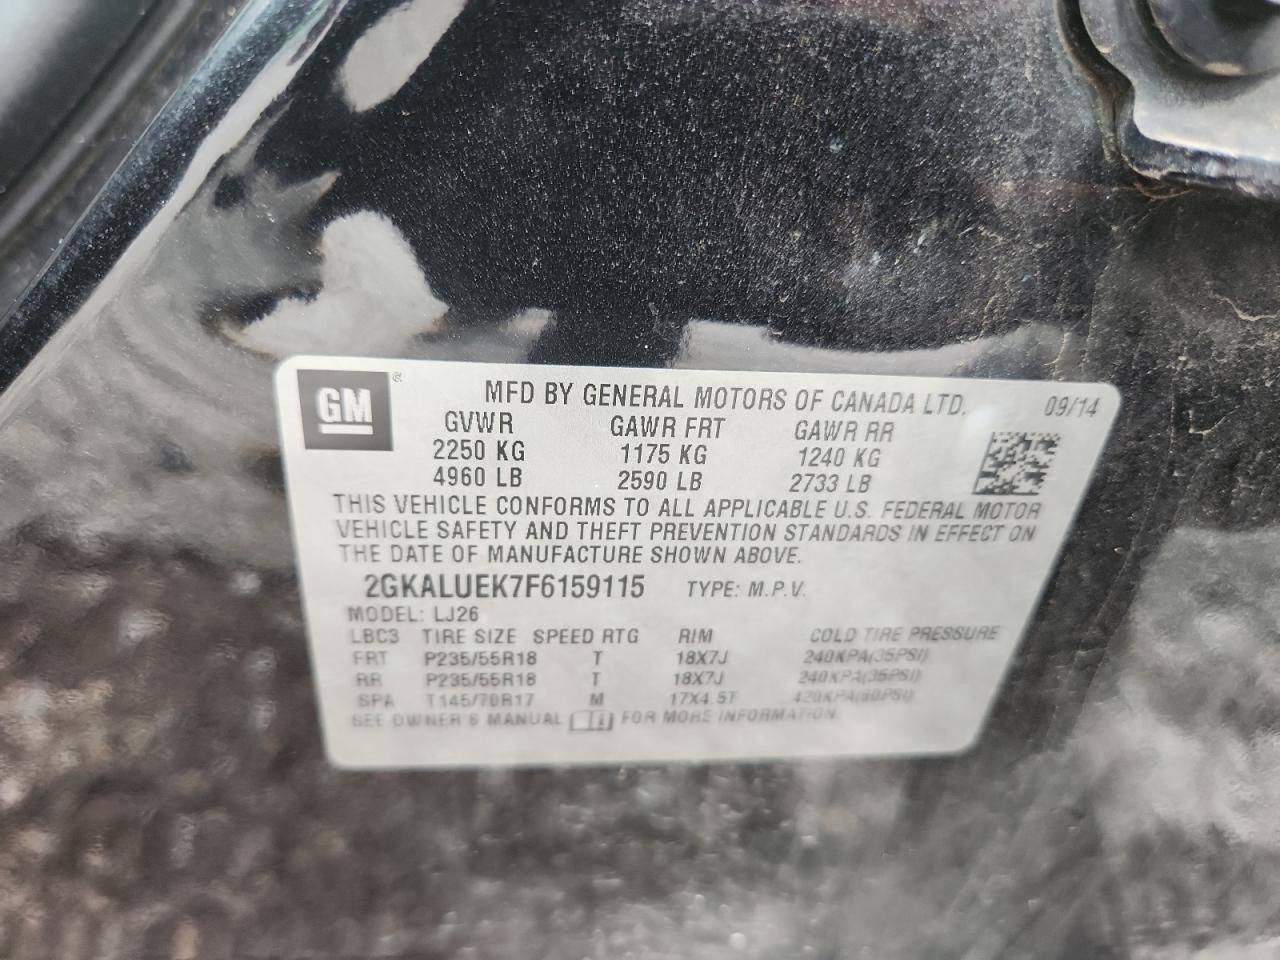 GM ®
MFD BY GENERAL MOTORS OF CANADA LTD. 09/14
GVWR GAWR FRT GAWR RR
2250 KG 1175 KG 1240 KG
4960 LB 2590 LB 2733 LB
THIS VEHICLE CONFORMS TO ALL APPLICABLE U.S. FEDERAL MOTOR
VEHICLE SAFETY AND THEFT PREVENTION STANDARDS IN EFFECT ON
THE DATE OF MANUFACTURE SHOWN ABOVE.
2GKALUEK7F6159115 TYPE: M.P.V.
MODEL: LJ26
LBC3 TIRE SIZE SPEED RTG RIM COLD TIRE PRESSURE
FRT P235/55R18 T 18X7J 240KPA(35PSI)
RR P235/55R18 T 18X7J 240KPA(35PSI)
SPA T145/70R17 M 17X4.5T 420KPA(60PSI)
SEE OWNER'S MANUAL FOR MORE INFORMATION.